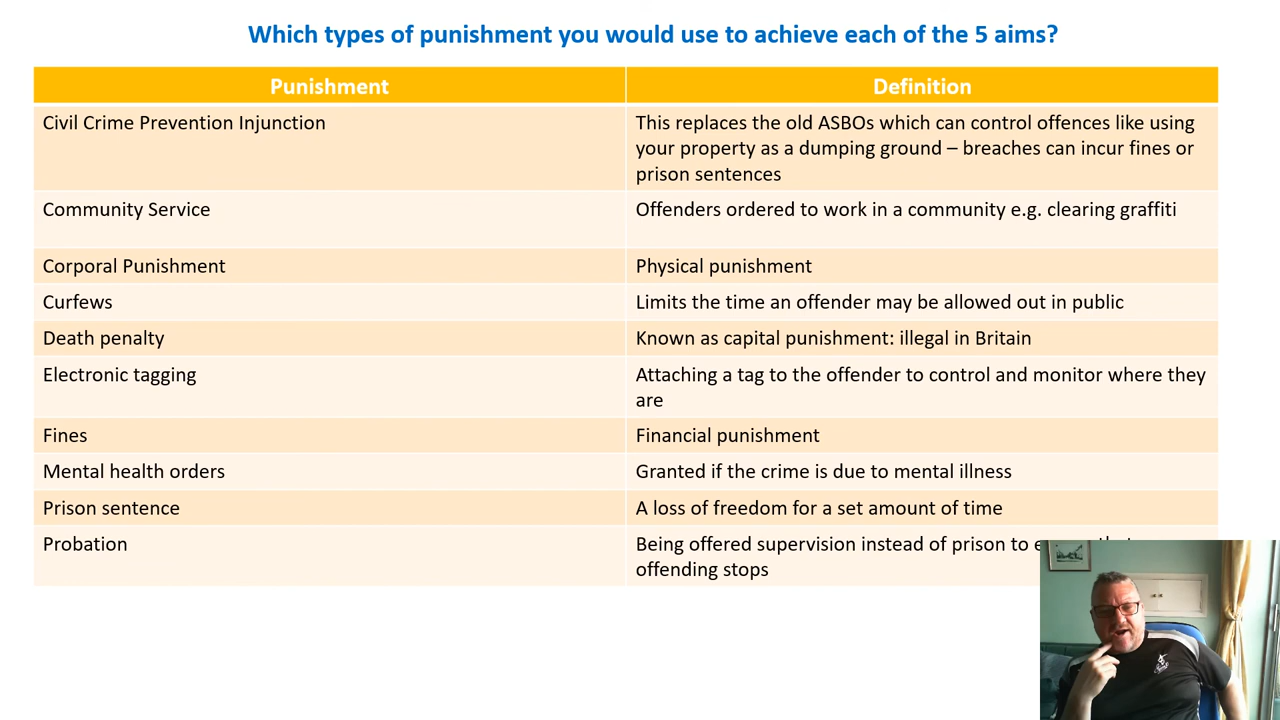 Which types of punishment you would use to achieve each of the 5 aims?
Punishment
Definition
Civil Crime Prevention Injunction
This replaces the old ASBOs which can control offences like using
your property as a dumping ground – breaches can incur fines or
prison sentences
Community Service
Offenders ordered to work in a community e.g. clearing graffiti
Corporal Punishment
Physical punishment
Curfews
Limits the time an offender may be allowed out in public
Death penalty
Known as capital punishment: illegal in Britain
Electronic tagging
Attaching a tag to the offender to control and monitor where they
are
Fines
Financial punishment
Mental health orders
Granted if the crime is due to mental illness
Prison sentence
A loss of freedom for a set amount of time
Probation
Being offered supervision instead of prison to
offending stops